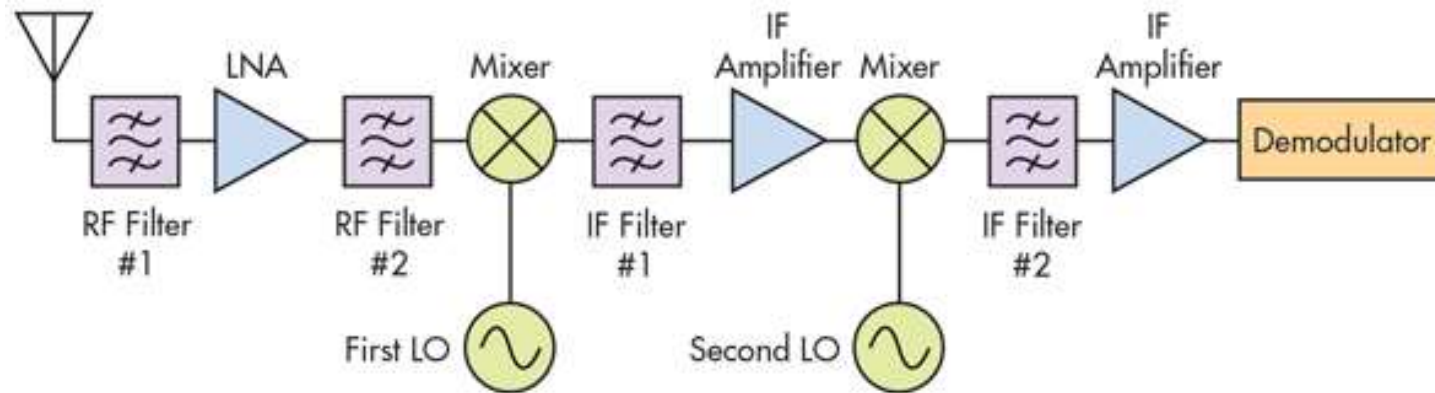 LNA
Mixer
IF
Amplifier
Mixer
IF
Amplifier
Demodulator
RF Filter
#1
RF Filter
#2
IF Filter
#1
IF Filter
#2
First LO
Second LO